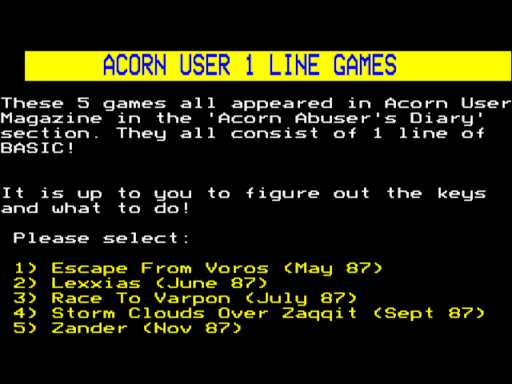 ACORN USER 1 LINE GAMES
These 5 games all appeared in Acorn User
Magazine in the 'Acorn Abuser's Diary'
section. They all consist of 1 line of
BASIC!
It is up to you to figure out the keys
and what to do!
Please select:
1) Escape From Voros (May 87)
2) Lexxias (June 87)
3) Race To Varpon (July 87)
4) Storm Clouds Over Zaqqit (Sept 87)
5) Zander (Nov 87)